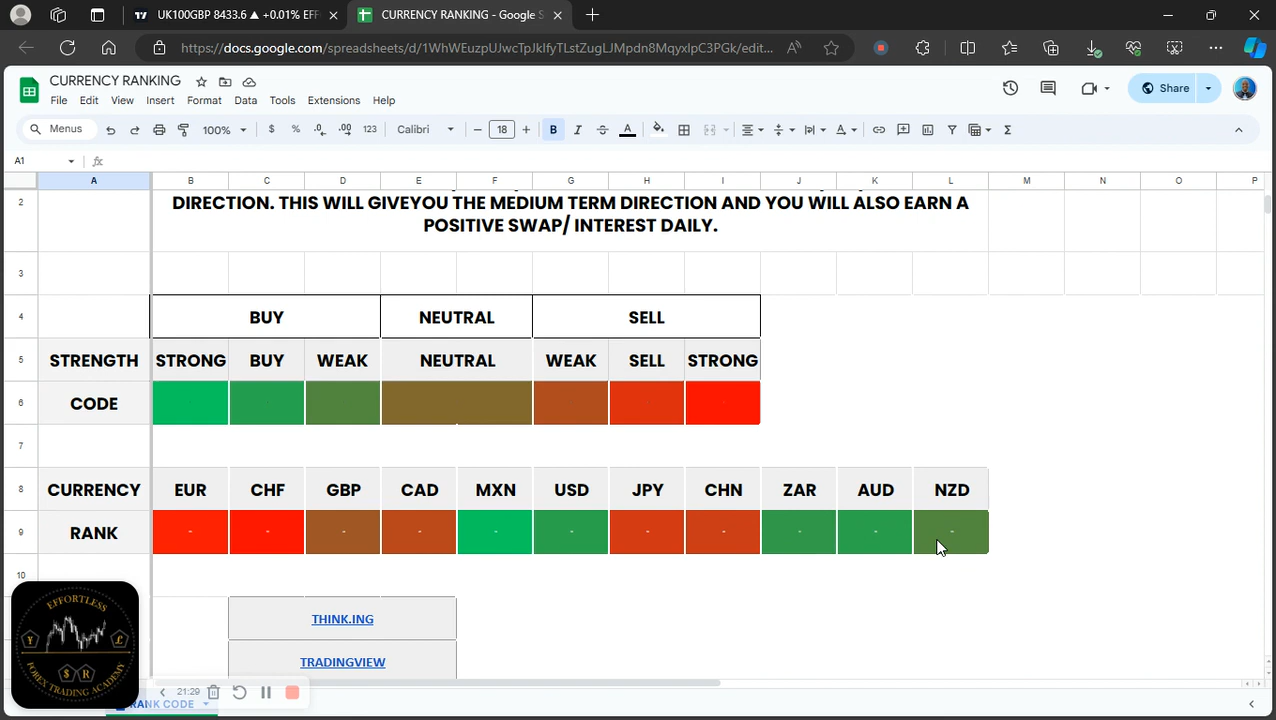 UK100GBP 8433.6 ▲ +0.01% EFF
CURRENCY RANKING - Google S
https://docs.google.com/spreadsheets/d/1WhWEuzpUJwcTpJkIfyTLstZugLJMpdn8MqyxlpC3PGk/edit...
CURRENCY RANKING
File Edit View Insert Format Data Tools Extensions Help
Share
Menus 100% $ % .0 .00 123 Calibri - 18 + B I A Σ
A1 fx
A B C D E F G H I J K L M N O P
2
DIRECTION. THIS WILL GIVEYOU THE MEDIUM TERM DIRECTION AND YOU WILL ALSO EARN A
POSITIVE SWAP/ INTEREST DAILY.
3
4 BUY NEUTRAL SELL
5 STRENGTH STRONG BUY WEAK NEUTRAL WEAK SELL STRONG
6 CODE
7
8 CURRENCY EUR CHF GBP CAD MXN USD JPY CHN ZAR AUD NZD
9 RANK - - - - - - - - - - -
10
THINK.ING
TRADINGVIEW
EFFORTLESS
¥ £
$ R
FOREX TRADING ACADEMY
21:29
RANK CODE